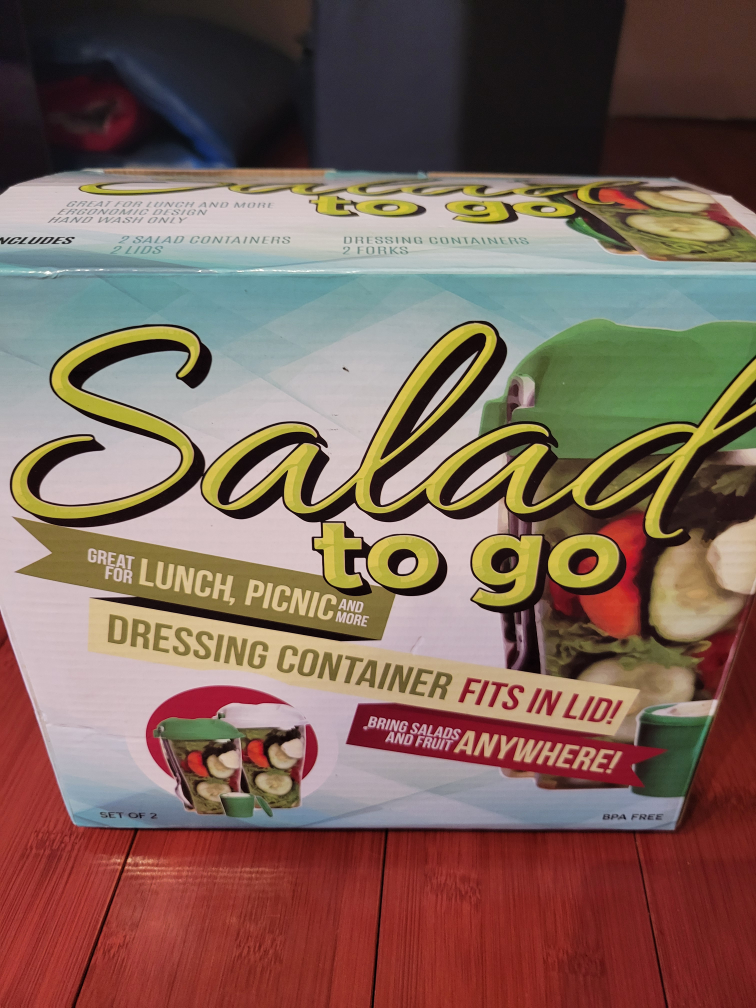 Salad
to go
GREAT FOR LUNCH AND MORE
ERGONOMIC DESIGN
HAND WASH ONLY
NCLUDES
2 SALAD CONTAINERS
2 LIDS
DRESSING CONTAINERS
2 FORKS
Salad
to go
GREAT
FOR
LUNCH, PICNIC
AND
MORE
DRESSING CONTAINER FITS IN LID!
BRING SALADS
AND FRUIT
ANYWHERE!
SET OF 2
BPA FREE